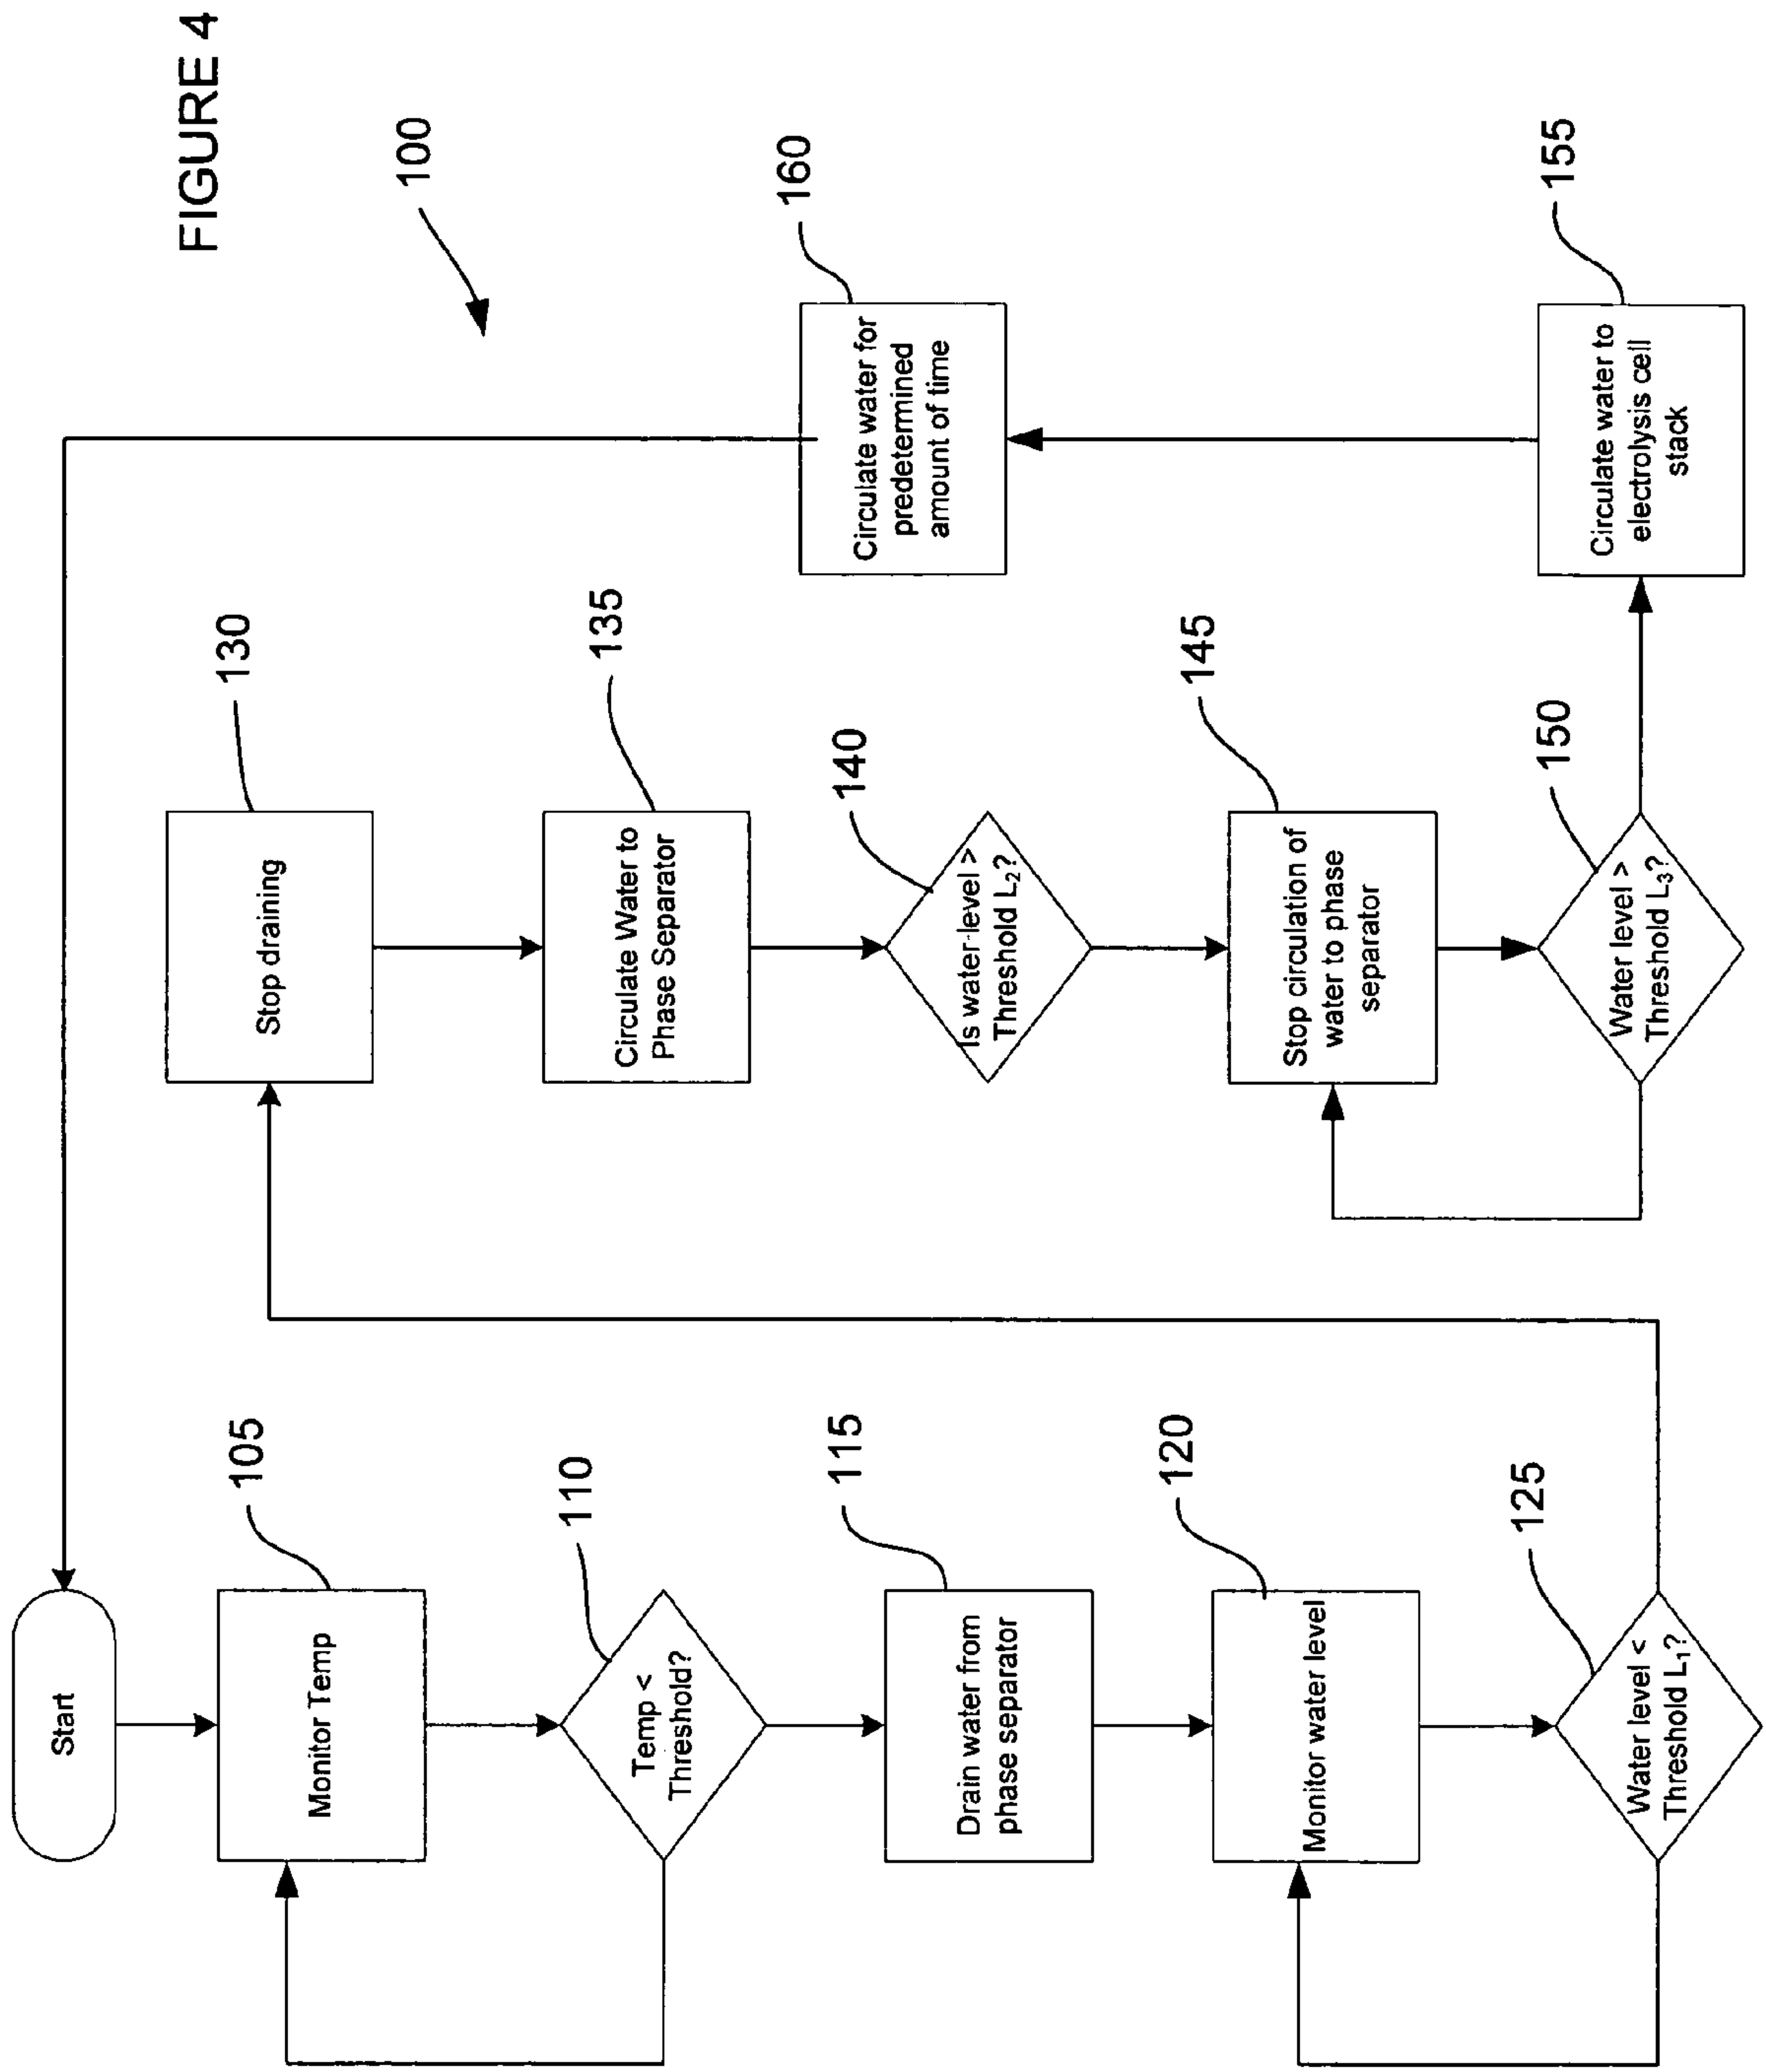 FIGURE 4
100
Start
Monitor Temp
105
Temp <
Threshold?
110
Drain water from
phase separator
115
Monitor water level
120
Water level <
Threshold L₁?
125
Stop draining
130
Circulate Water to
Phase Separator
135
Is water-level >
Threshold L₂?
140
Stop circulation of
water to phase
separator
145
Water level >
Threshold L₃?
150
Circulate water to
electrolysis cell
stack
155
Circulate water for
predetermined
amount of time
160